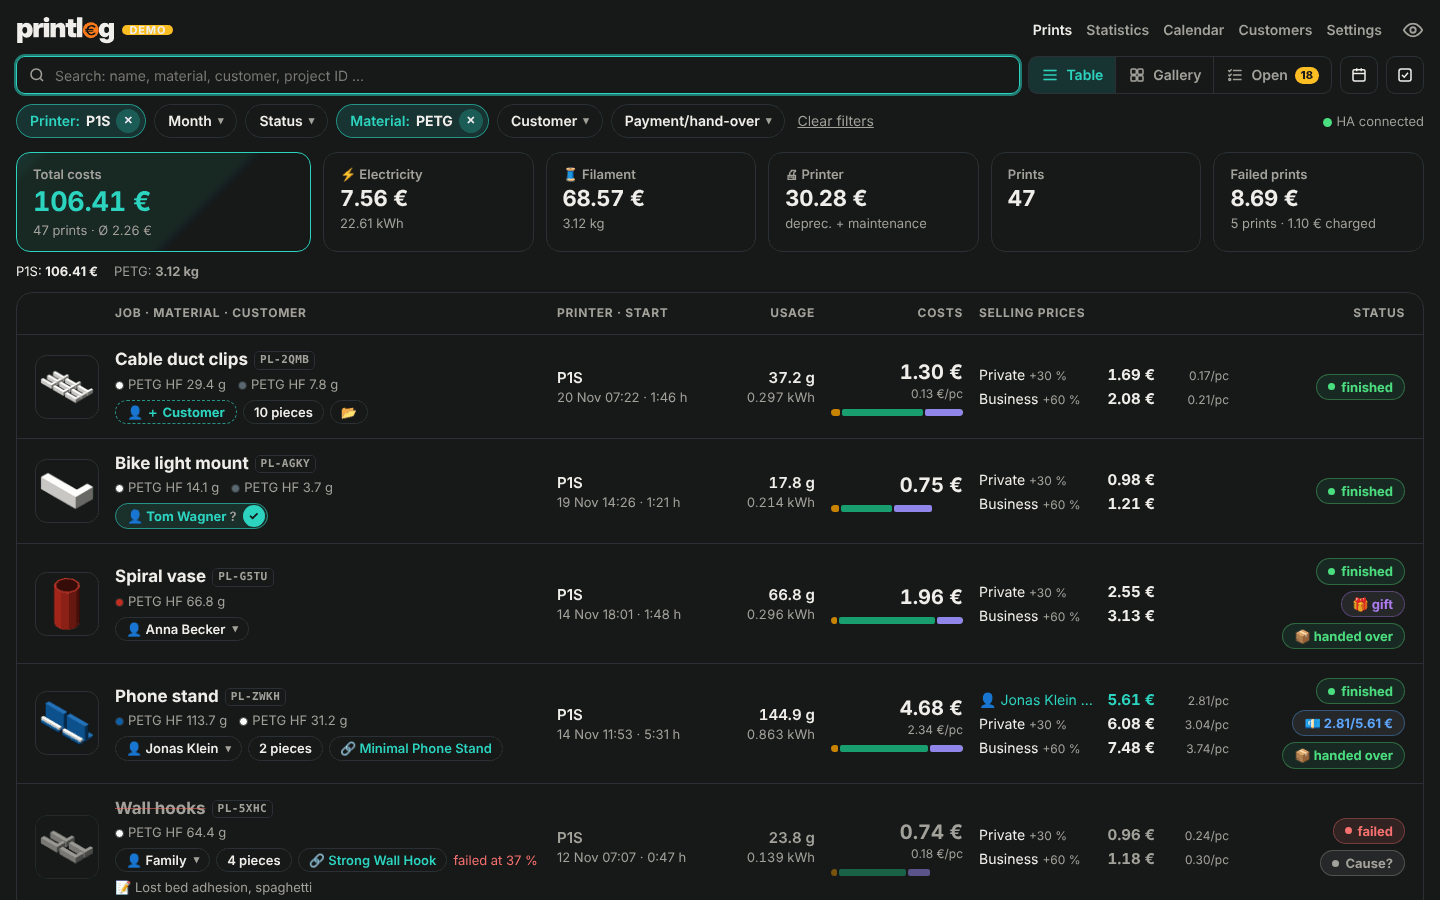 printlog DEMO
Prints Statistics Calendar Customers Settings
Search: name, material, customer, project ID ...
Table Gallery Open 18
Printer: P1S × Month ▾ Status ▾ Material: PETG × Customer ▾ Payment/hand-over ▾ Clear filters
HA connected
Total costs
106.41 €
47 prints · Ø 2.26 €
⚡ Electricity
7.56 €
22.61 kWh
🧵 Filament
68.57 €
3.12 kg
🖨 Printer
30.28 €
deprec. + maintenance
Prints
47
Failed prints
8.69 €
5 prints · 1.10 € charged
P1S: 106.41 € PETG: 3.12 kg
JOB · MATERIAL · CUSTOMER PRINTER · START USAGE COSTS SELLING PRICES STATUS
Cable duct clips PL-2QMB
PETG HF 29.4 g PETG HF 7.8 g
👤 + Customer 10 pieces 📂
P1S
20 Nov 07:22 · 1:46 h
37.2 g
0.297 kWh
1.30 €
0.13 €/pc
Private +30 % 1.69 € 0.17/pc
Business +60 % 2.08 € 0.21/pc
finished
Bike light mount PL-AGKY
PETG HF 14.1 g PETG HF 3.7 g
👤 Tom Wagner ? ✓
P1S
19 Nov 14:26 · 1:21 h
17.8 g
0.214 kWh
0.75 €
Private +30 % 0.98 €
Business +60 % 1.21 €
finished
Spiral vase PL-G5TU
PETG HF 66.8 g
👤 Anna Becker ▾
P1S
14 Nov 18:01 · 1:48 h
66.8 g
0.296 kWh
1.96 €
Private +30 % 2.55 €
Business +60 % 3.13 €
finished
🎁 gift
📦 handed over
Phone stand PL-ZWKH
PETG HF 113.7 g PETG HF 31.2 g
👤 Jonas Klein ▾ 2 pieces 🔗 Minimal Phone Stand
P1S
14 Nov 11:53 · 5:31 h
144.9 g
0.863 kWh
4.68 €
2.34 €/pc
👤 Jonas Klein ... 5.61 € 2.81/pc
Private +30 % 6.08 € 3.04/pc
Business +60 % 7.48 € 3.74/pc
finished
💶 2.81/5.61 €
📦 handed over
Wall hooks PL-5XHC
PETG HF 64.4 g
👤 Family ▾ 4 pieces 🔗 Strong Wall Hook failed at 37 %
📝 Lost bed adhesion, spaghetti
P1S
12 Nov 07:07 · 0:47 h
23.8 g
0.139 kWh
0.74 €
0.18 €/pc
Private +30 % 0.96 € 0.24/pc
Business +60 % 1.18 € 0.30/pc
failed
Cause?